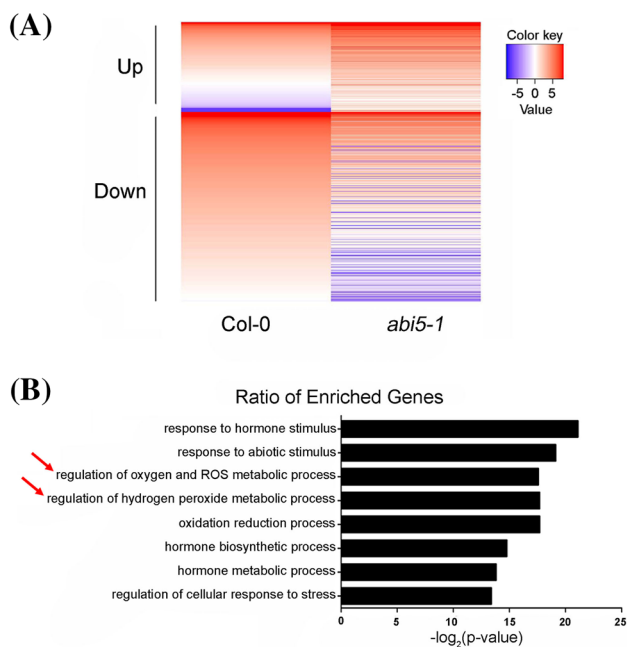 (A)
Up
Down
Col-0
abi5-1
Color key
-5 0 5
Value
(B)
Ratio of Enriched Genes
response to hormone stimulus
response to abiotic stimulus
regulation of oxygen and ROS metabolic process
regulation of hydrogen peroxide metabolic process
oxidation reduction process
hormone biosynthetic process
hormone metabolic process
regulation of cellular response to stress
0 5 10 15 20 25
-log₂(p-value)